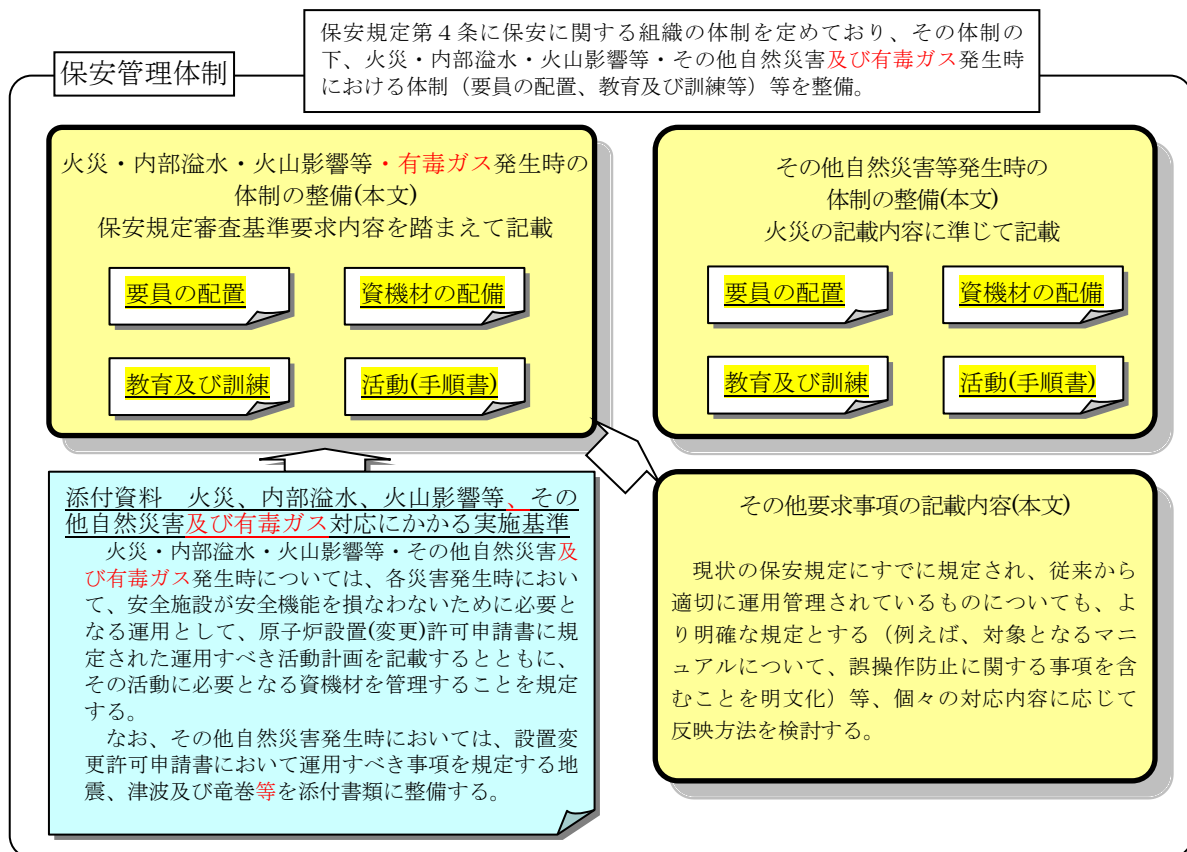 保安規定第４条に保安に関する組織の体制を定めており、その体制の
下、火災・内部溢水・火山影響等・その他自然災害及び有毒ガス発生時
における体制（要員の配置、教育及び訓練等）等を整備。
保安管理体制
火災・内部溢水・火山影響等・有毒ガス発生時の
体制の整備(本文)
保安規定審査基準要求内容を踏まえて記載
要員の配置
資機材の配備
教育及び訓練
活動(手順書)
その他自然災害等発生時の
体制の整備(本文)
火災の記載内容に準じて記載
要員の配置
資機材の配備
教育及び訓練
活動(手順書)
添付資料　火災、内部溢水、火山影響等、その
他自然災害及び有毒ガス対応にかかる実施基準
火災・内部溢水・火山影響等・その他自然災害及
び有毒ガス発生時については、各災害発生時におい
て、安全施設が安全機能を損なわないために必要と
なる運用として、原子炉設置(変更)許可申請書に規
定された運用すべき活動計画を記載するとともに、
その活動に必要となる資機材を管理することを規定
する。
なお、その他自然災害発生時においては、設置変
更許可申請書において運用すべき事項を規定する地
震、津波及び竜巻等を添付書類に整備する。
その他要求事項の記載内容(本文)
現状の保安規定にすでに規定され、従来から
適切に運用管理されているものについても、よ
り明確な規定とする（例えば、対象となるマニ
ュアルについて、誤操作防止に関する事項を含
むことを明文化）等、個々の対応内容に応じて
反映方法を検討する。